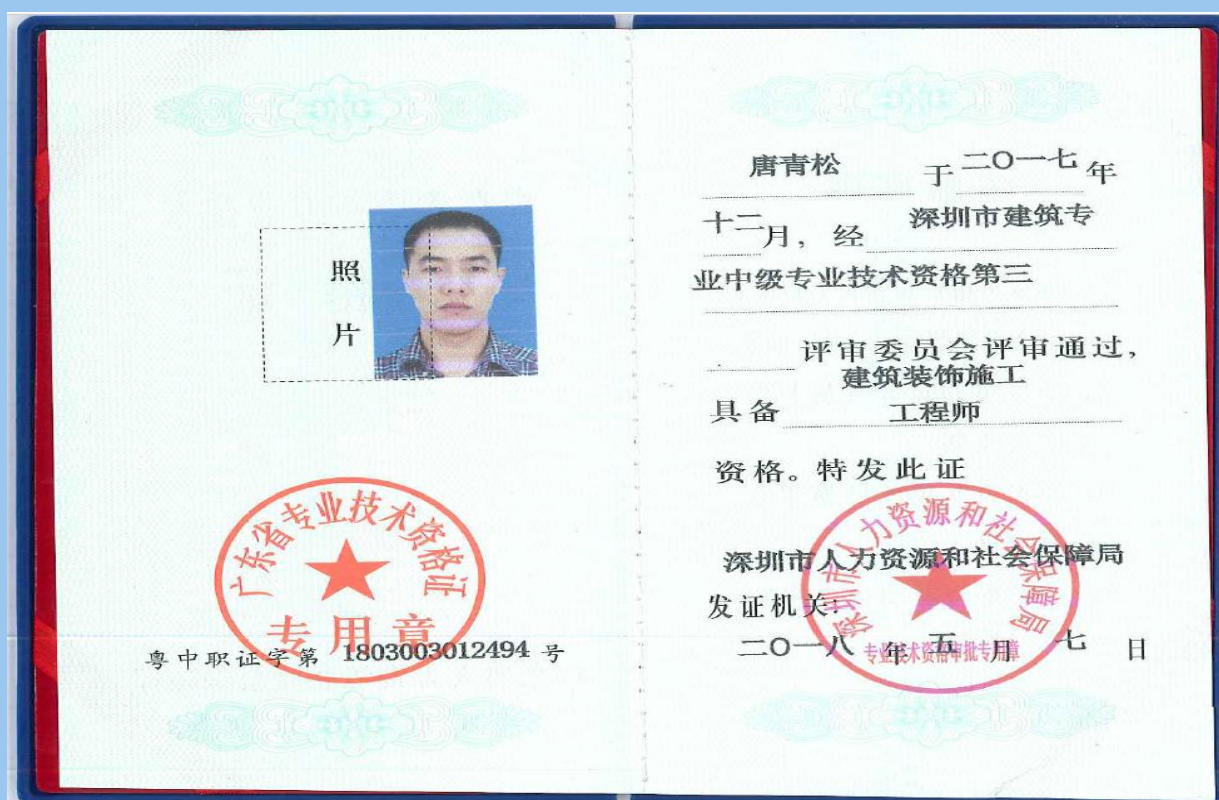 照
片
广东省专业技术资格证
专用章
粤中职证字第 1803003012494 号
唐青松 于 二〇一七 年
十二 月，经 深圳市建筑专
业中级专业技术资格第三
评审委员会评审通过，
建筑装饰施工
具备 工程师
资格。特发此证
深圳市人力资源和社会保障局
深圳市人力资源和社会保障局
发证机关：
二〇一八 年 五 月 七 日
专业技术资格审批专用章